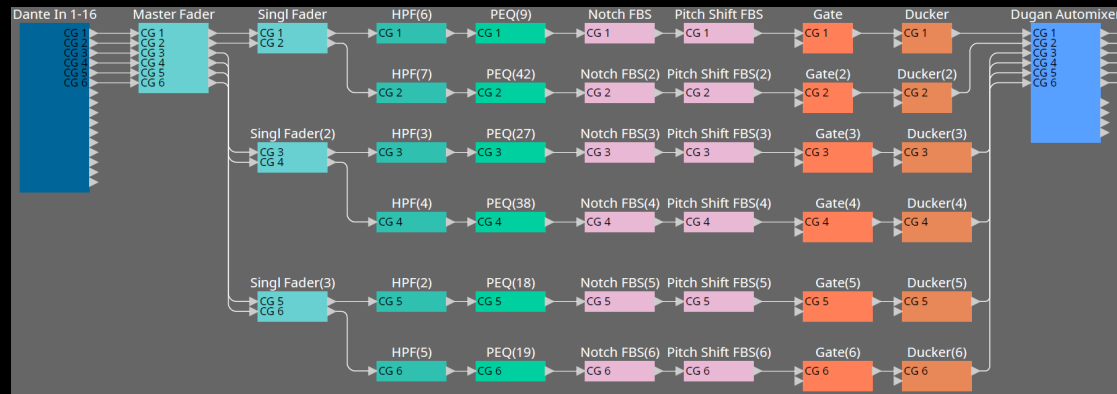 Dante In 1-16 Master Fader Singl Fader HPF(6) PEQ(9) Notch FBS Pitch Shift FBS Gate Ducker Dugan Automixer
CG 1 CG 1 CG 1 CG 1 CG 1 CG 1 CG 1 CG 1 CG 1 CG 1
CG 2 CG 2 CG 2 CG 2
CG 3 CG 3 CG 3
CG 4 CG 4 CG 4
CG 5 CG 5 CG 5
CG 6 CG 6 CG 6
HPF(7) PEQ(42) Notch FBS(2) Pitch Shift FBS(2) Gate(2) Ducker(2)
CG 2 CG 2 CG 2 CG 2 CG 2 CG 2
Singl Fader(2) HPF(3) PEQ(27) Notch FBS(3) Pitch Shift FBS(3) Gate(3) Ducker(3)
CG 3 CG 3 CG 3 CG 3 CG 3 CG 3 CG 3
CG 4
HPF(4) PEQ(38) Notch FBS(4) Pitch Shift FBS(4) Gate(4) Ducker(4)
CG 4 CG 4 CG 4 CG 4 CG 4 CG 4
Singl Fader(3) HPF(2) PEQ(18) Notch FBS(5) Pitch Shift FBS(5) Gate(5) Ducker(5)
CG 5 CG 5 CG 5 CG 5 CG 5 CG 5 CG 5
CG 6
HPF(5) PEQ(19) Notch FBS(6) Pitch Shift FBS(6) Gate(6) Ducker(6)
CG 6 CG 6 CG 6 CG 6 CG 6 CG 6